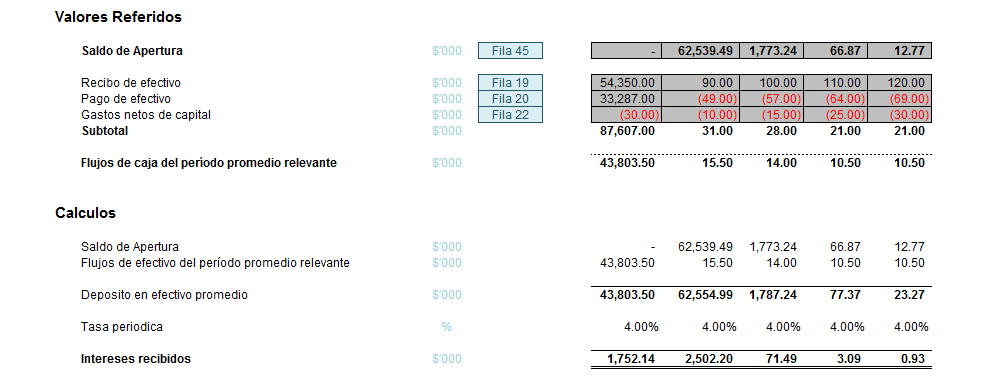 Valores Referidos
Saldo de Apertura $'000 Fila 45 - 62,539.49 1,773.24 66.87 12.77
Recibo de efectivo $'000 Fila 19 54,350.00 90.00 100.00 110.00 120.00
Pago de efectivo $'000 Fila 20 33,287.00 (49.00) (57.00) (64.00) (69.00)
Gastos netos de capital $'000 Fila 22 (30.00) (10.00) (15.00) (25.00) (30.00)
Subtotal $'000 87,607.00 31.00 28.00 21.00 21.00
Flujos de caja del período promedio relevante $'000 43,803.50 15.50 14.00 10.50 10.50
Calculos
Saldo de Apertura $'000 - 62,539.49 1,773.24 66.87 12.77
Flujos de efectivo del período promedio relevante $'000 43,803.50 15.50 14.00 10.50 10.50
Deposito en efectivo promedio $'000 43,803.50 62,554.99 1,787.24 77.37 23.27
Tasa periodica % 4.00% 4.00% 4.00% 4.00% 4.00%
Intereses recibidos $'000 1,752.14 2,502.20 71.49 3.09 0.93